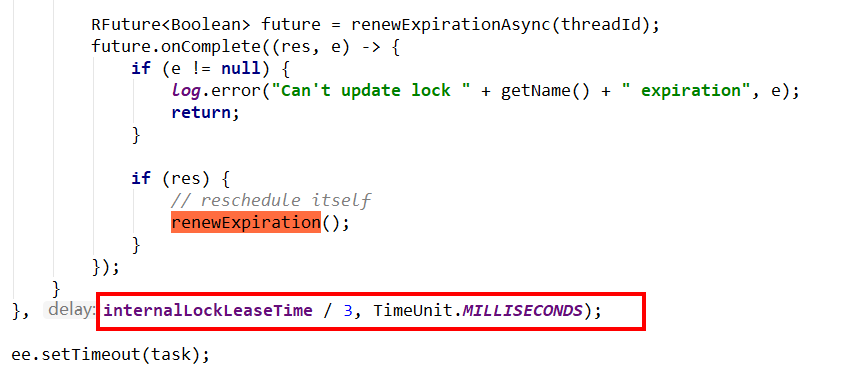 RFuture<Boolean> future = renewExpirationAsync(threadId);
future.onComplete((res, e) -> {
if (e != null) {
log.error("Can't update lock " + getName() + " expiration", e);
return;
}
if (res) {
// reschedule itself
renewExpiration();
}
});
}
}, delay: internalLockLeaseTime / 3, TimeUnit.MILLISECONDS);
ee.setTimeout(task);